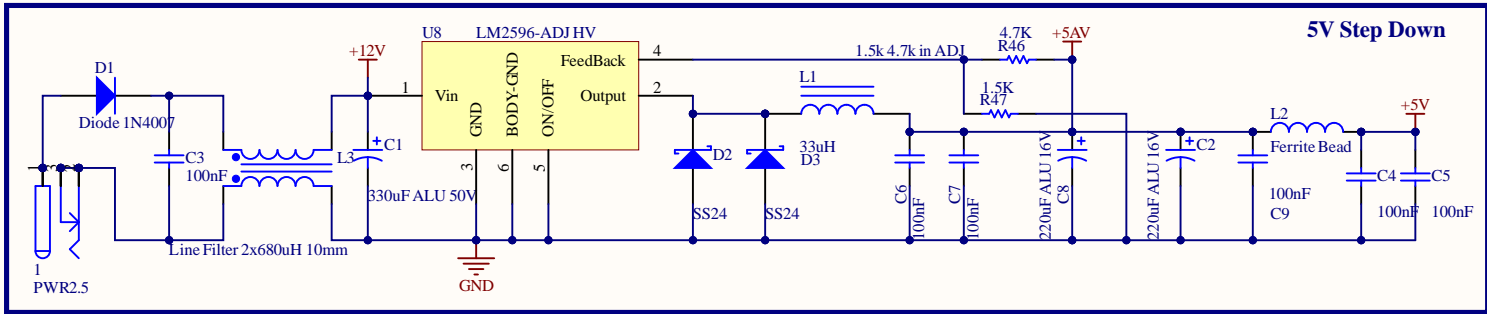 5V Step Down
U8
LM2596-ADJ HV
+12V
4.7K
+5AV
R46
1.5k 4.7k in ADJ
4
FeedBack
D1
L1
1
Vin
Output
2
1.5K
R47
+5V
GND
BODY-GND
ON/OFF
Diode 1N4007
L2
C1
33uH
Ferrite Bead
C3
L3
D2
D3
C2
100nF
3
6
5
C4
C5
330uF ALU 50V
SS24
SS24
C6
100nF
C7
100nF
220uF ALU 16V
C8
220uF ALU 16V
100nF
C9
100nF
100nF
Line Filter 2x680uH 10mm
1
PWR2.5
GND